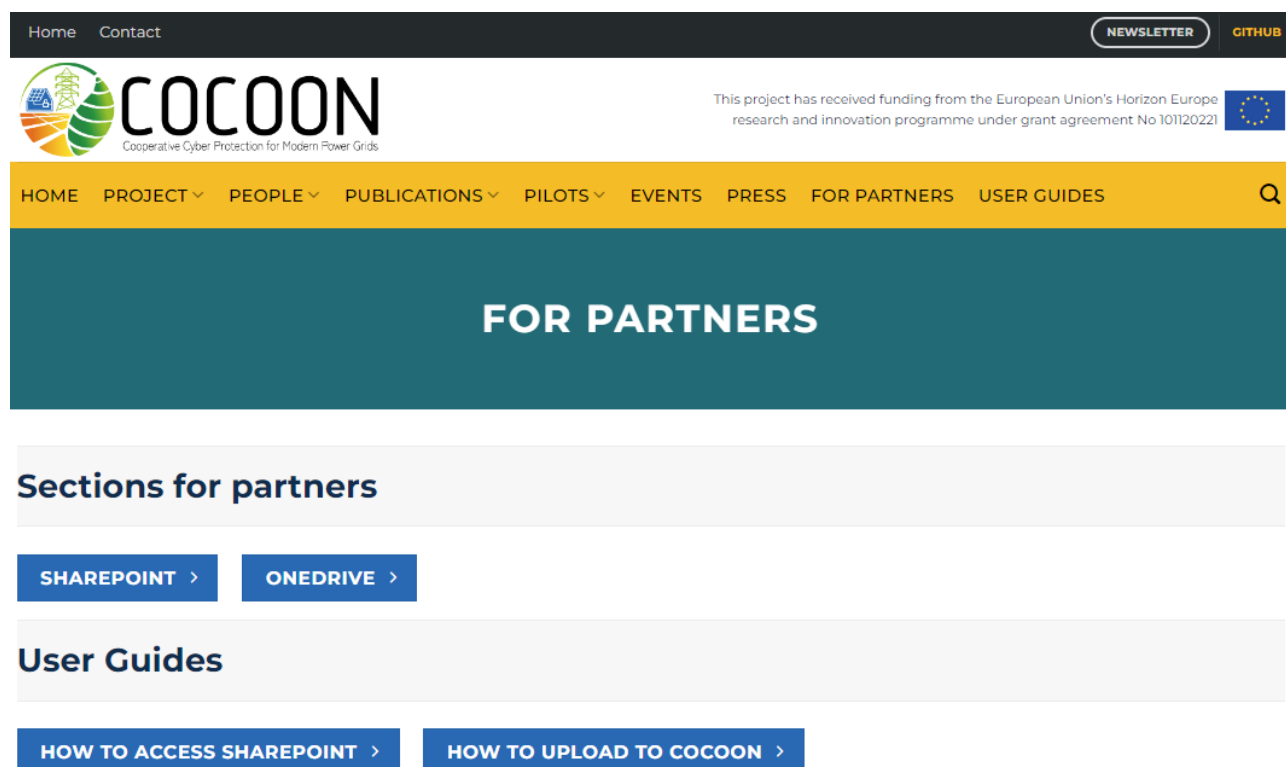 Home Contact NEWSLETTER GITHUB
COCOON
Cooperative Cyber Protection for Modern Power Grids
This project has received funding from the European Union's Horizon Europe
research and innovation programme under grant agreement No 101120221
HOME PROJECT PEOPLE PUBLICATIONS PILOTS EVENTS PRESS FOR PARTNERS USER GUIDES
FOR PARTNERS
Sections for partners
SHAREPOINT ONEDRIVE
User Guides
HOW TO ACCESS SHAREPOINT HOW TO UPLOAD TO COCOON